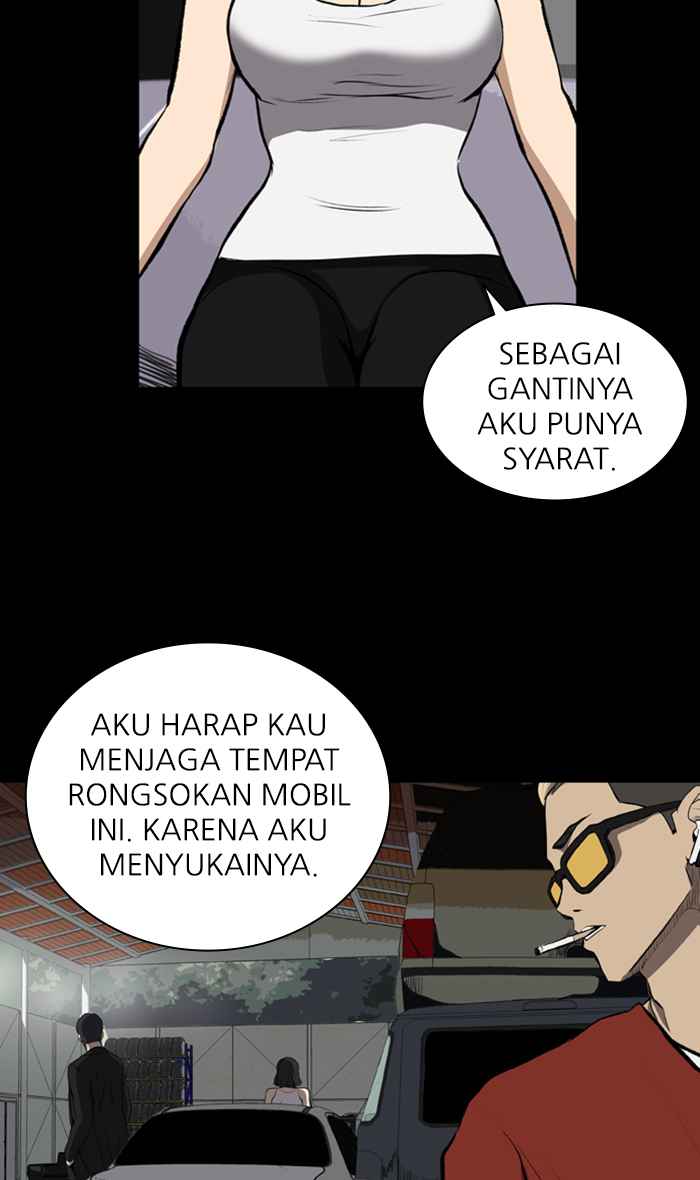 SEBAGAI
GANTINYA
AKU PUNYA
SYARAT.
AKU HARAP KAU
MENJAGA TEMPAT
RONGSOKAN MOBIL
INI. KARENA AKU
MENYUKAINYA.